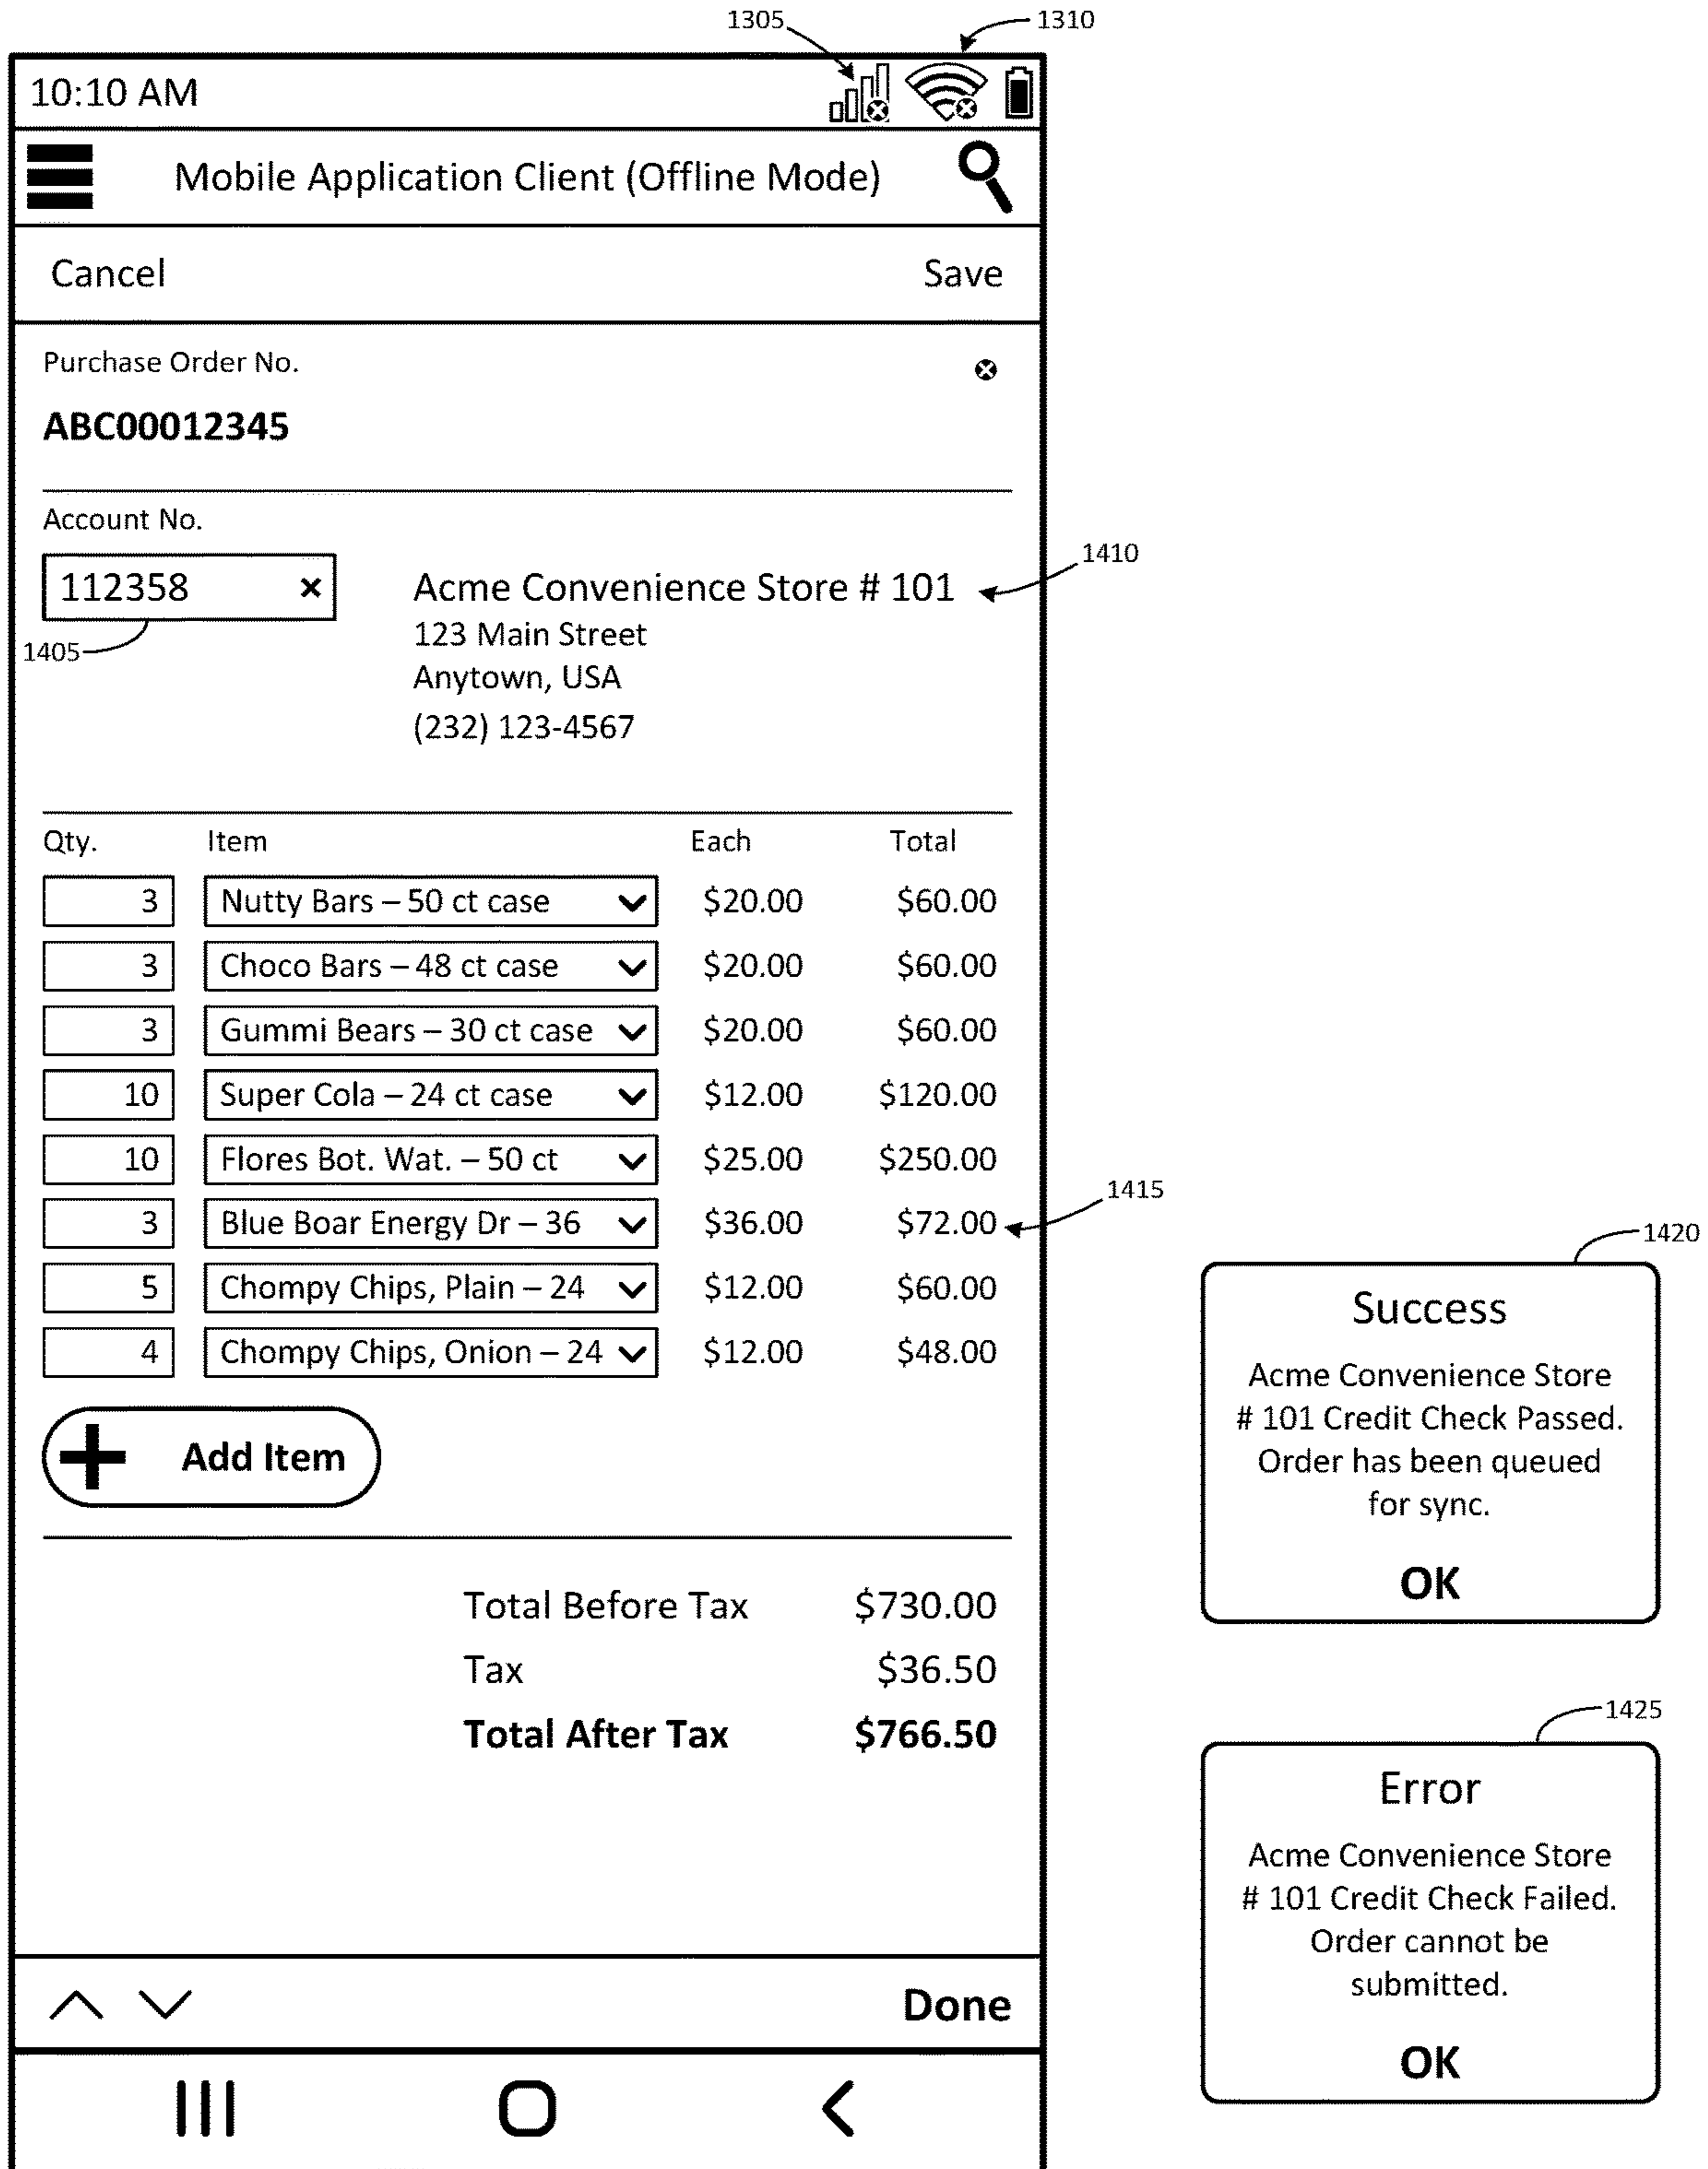 1305
1310
10:10 AM
Mobile Application Client (Offline Mode)
Cancel Save
Purchase Order No.
ABC00012345
Account No.
112358 ×
1405
Acme Convenience Store # 101
1410
123 Main Street
Anytown, USA
(232) 123-4567
Qty. Item Each Total
3 Nutty Bars – 50 ct case $20.00 $60.00
3 Choco Bars – 48 ct case $20.00 $60.00
3 Gummi Bears – 30 ct case $20.00 $60.00
10 Super Cola – 24 ct case $12.00 $120.00
10 Flores Bot. Wat. – 50 ct $25.00 $250.00
3 Blue Boar Energy Dr – 36 $36.00 $72.00
1415
5 Chompy Chips, Plain – 24 $12.00 $60.00
4 Chompy Chips, Onion – 24 $12.00 $48.00
Add Item
Total Before Tax $730.00
Tax $36.50
Total After Tax $766.50
Done
1420
Success
Acme Convenience Store
# 101 Credit Check Passed.
Order has been queued
for sync.
OK
1425
Error
Acme Convenience Store
# 101 Credit Check Failed.
Order cannot be
submitted.
OK